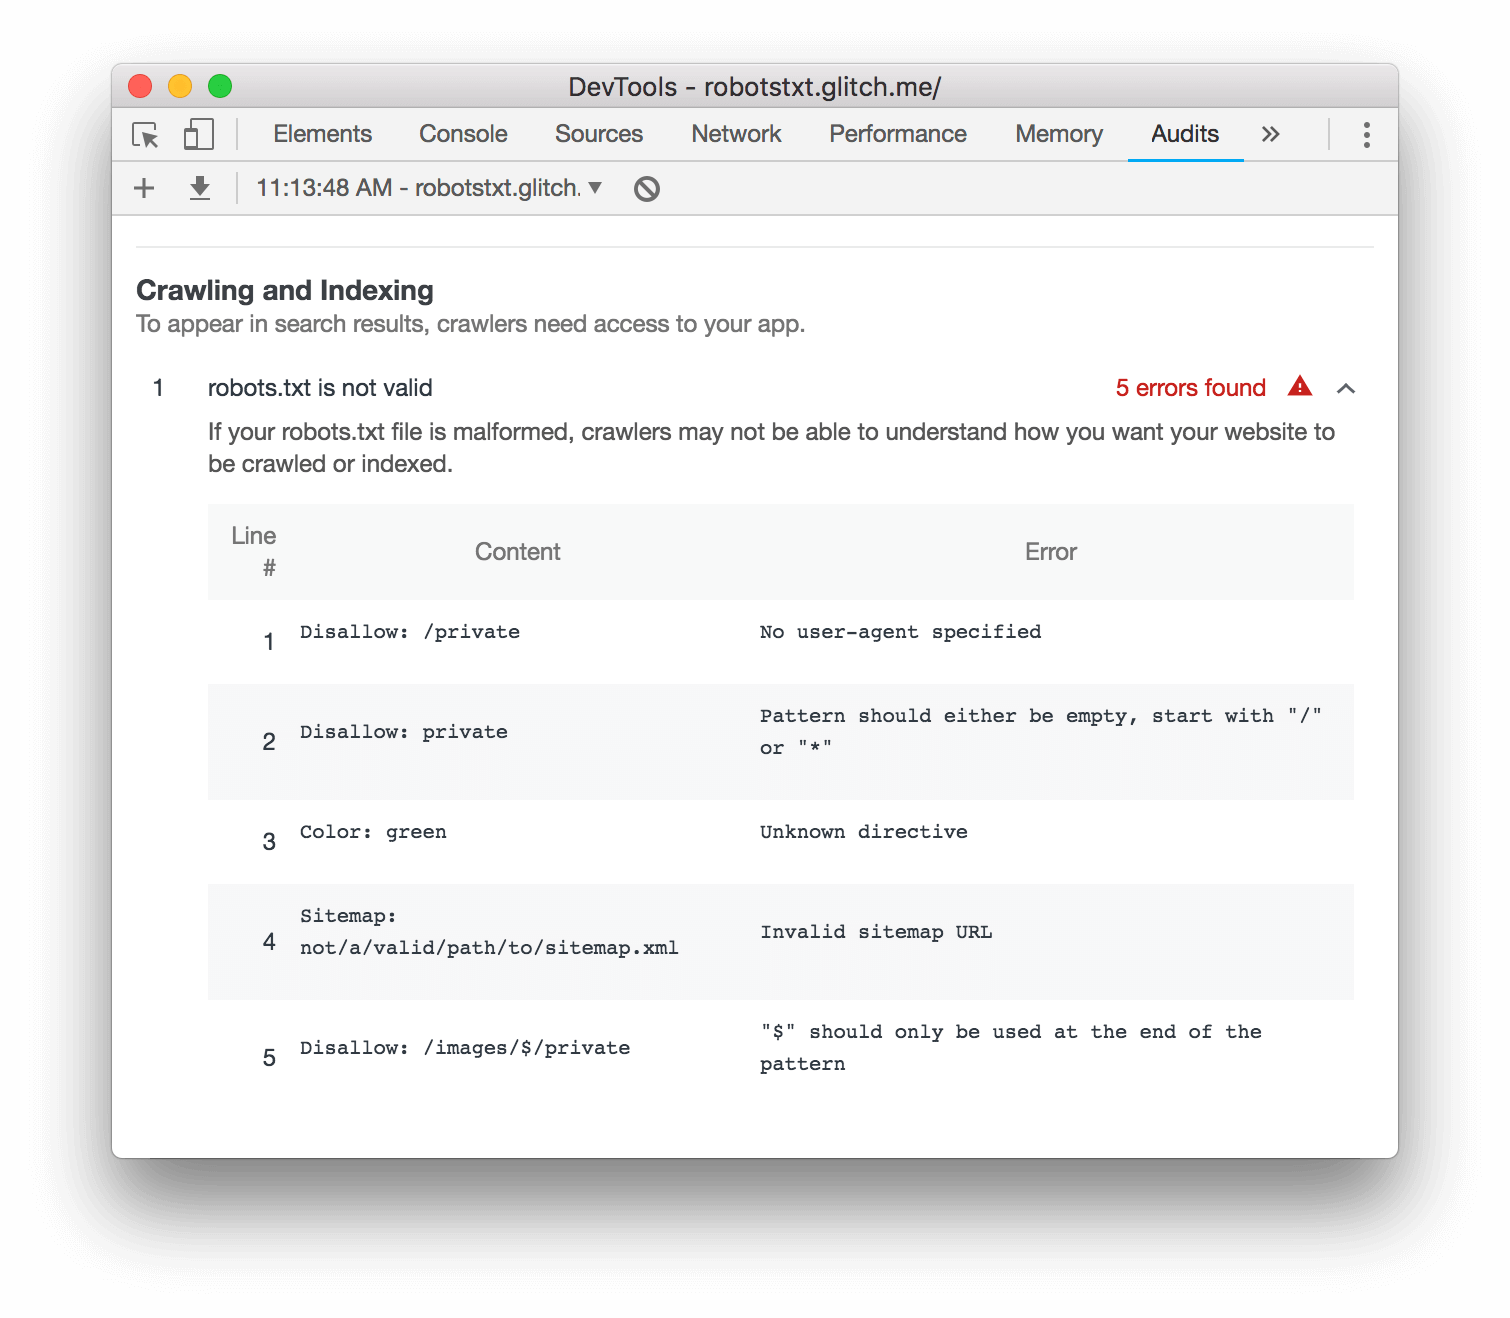 DevTools - robotstxt.glitch.me/
Elements Console Sources Network Performance Memory Audits »
11:13:48 AM - robotstxt.glitch. ▼
Crawling and Indexing
To appear in search results, crawlers need access to your app.
1 robots.txt is not valid 5 errors found
If your robots.txt file is malformed, crawlers may not be able to understand how you want your website to
be crawled or indexed.
Line
# Content Error
1 Disallow: /private No user-agent specified
2 Disallow: private Pattern should either be empty, start with "/"
or "*"
3 Color: green Unknown directive
4 Sitemap:
not/a/valid/path/to/sitemap.xml Invalid sitemap URL
5 Disallow: /images/$/private "$" should only be used at the end of the
pattern